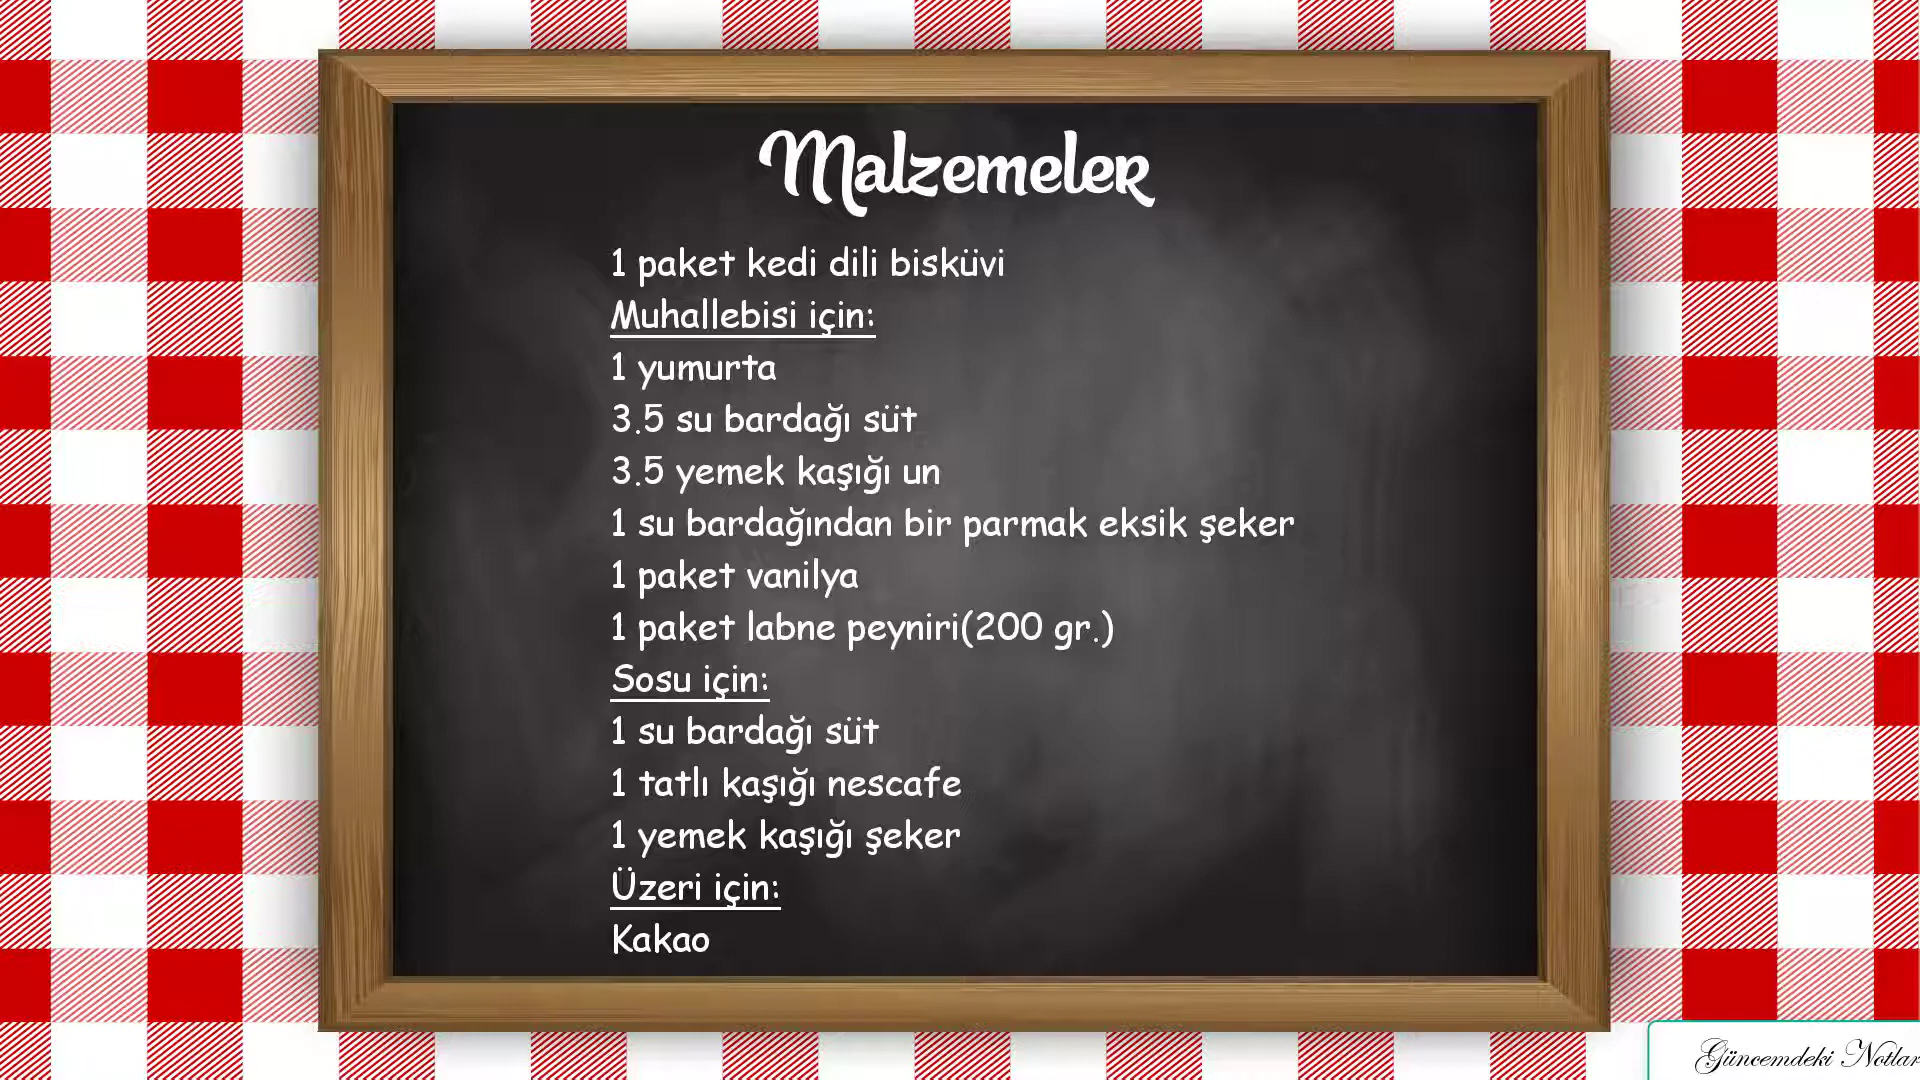 Malzemeler
1 paket kedi dili bisküvi
Muhallebisi için:
1 yumurta
3.5 su bardağı süt
3.5 yemek kaşığı un
1 su bardağından bir parmak eksik şeker
1 paket vanilya
1 paket labne peyniri(200 gr.)
Sosu için:
1 su bardağı süt
1 tatlı kaşığı nescafe
1 yemek kaşığı şeker
Üzeri için:
Kakao
Güncemdeki Notlar